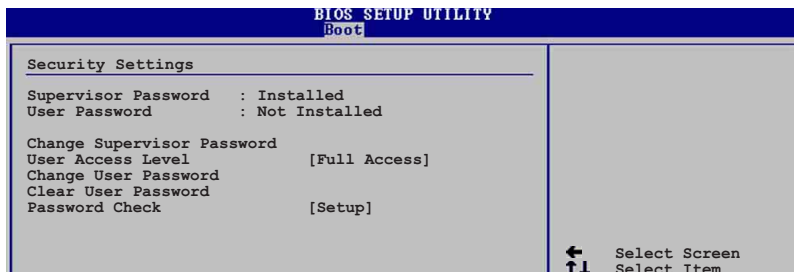 BIOS SETUP UTILITY
Boot
Security Settings
Supervisor Password : Installed
User Password : Not Installed
Change Supervisor Password
User Access Level [Full Access]
Change User Password
Clear User Password
Password Check [Setup]
← Select Screen
↑↓ Select Item